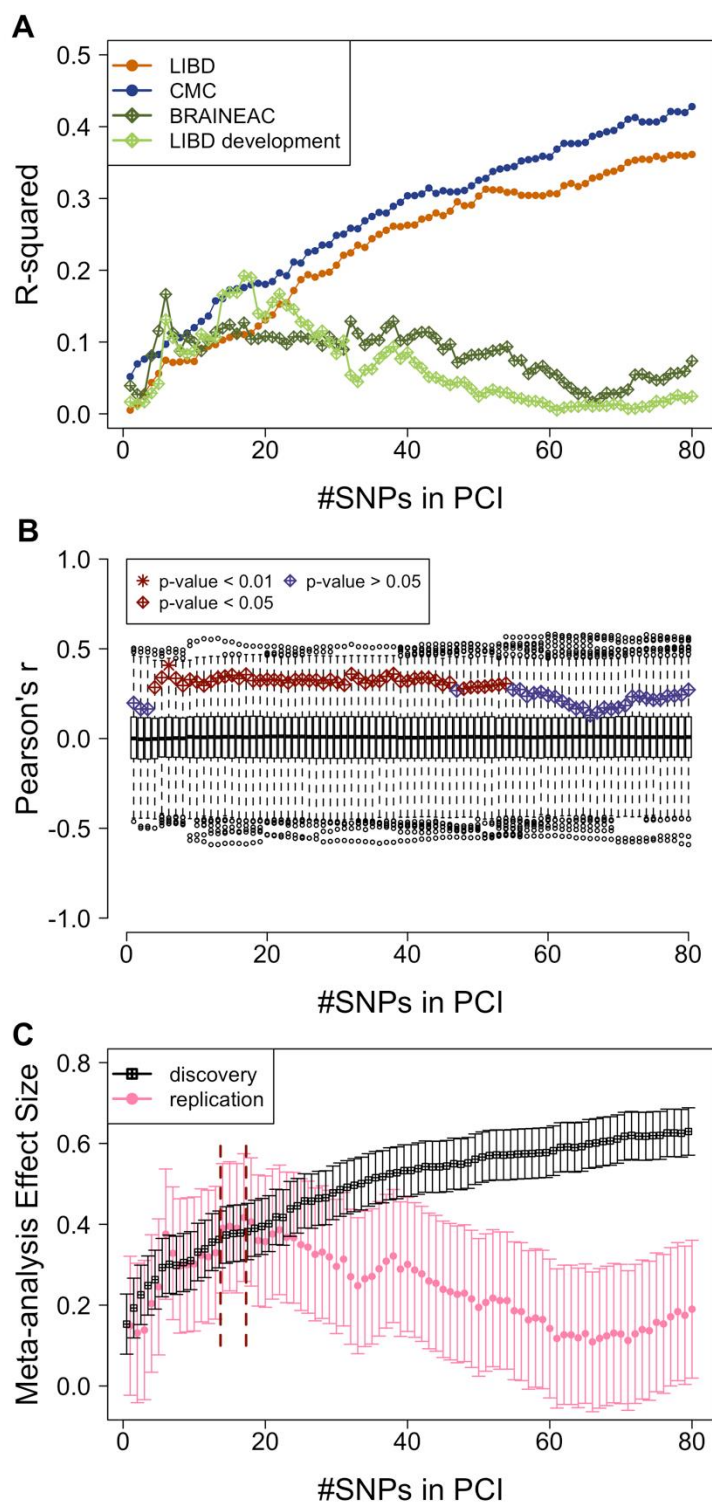 A
0.5
0.4
0.3
0.2
0.1
0.0
R-squared
LIBD
CMC
BRAINEAC
LIBD development
0 20 40 60 80
#SNPs in PCI
B
1.0
0.5
0.0
-0.5
-1.0
Pearson's r
p-value < 0.01 p-value > 0.05
p-value < 0.05
0 20 40 60 80
#SNPs in PCI
C
0.8
0.6
0.4
0.2
0.0
Meta-analysis Effect Size
discovery
replication
0 20 40 60 80
#SNPs in PCI